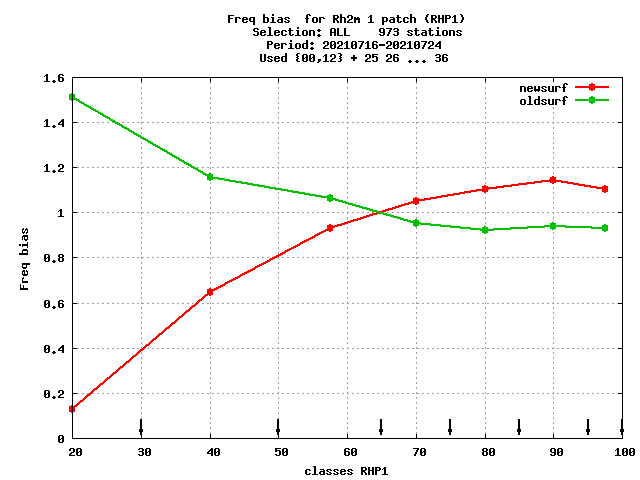 Freq bias  for Rh2m 1 patch (RHP1)
Selection: ALL    973 stations
Period: 20210716-20210724
Used {00,12} + 25 26 ... 36
newsurf
oldsurf
1.6
1.4
1.2
1
0.8
0.6
0.4
0.2
0
Freq bias
20 30 40 50 60 70 80 90 100
classes RHP1